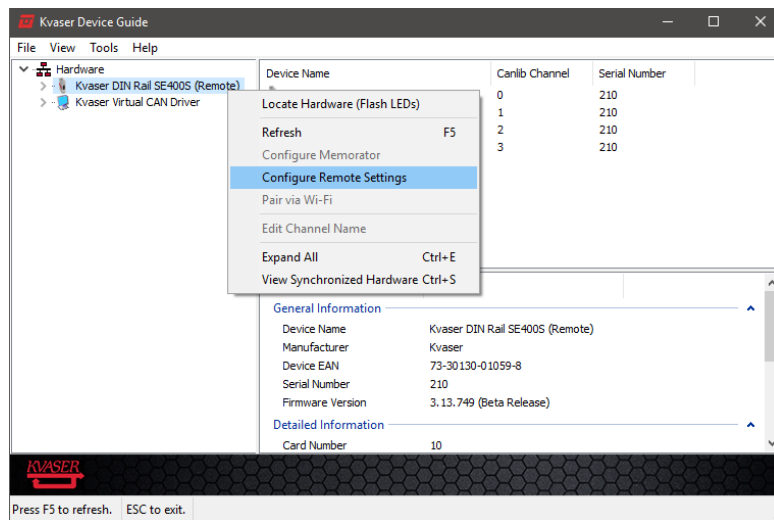 Kvaser Device Guide
File View Tools Help
Hardware
Kvaser DIN Rail SE400S (Remote)
Kvaser Virtual CAN Driver
Device Name Canlib Channel Serial Number
0 210
1 210
2 210
3 210
Locate Hardware (Flash LEDs)
Refresh F5
Configure Memorator
Configure Remote Settings
Pair via Wi-Fi
Edit Channel Name
Expand All Ctrl+E
View Synchronized Hardware Ctrl+S
General Information
Device Name Kvaser DIN Rail SE400S (Remote)
Manufacturer Kvaser
Device EAN 73-30130-01059-8
Serial Number 210
Firmware Version 3.13.749 (Beta Release)
Detailed Information
Card Number 10
KVASER
Press F5 to refresh. ESC to exit.